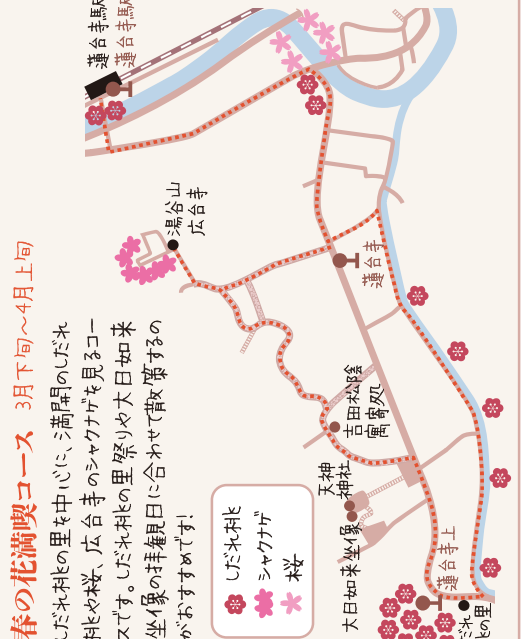 春の花満喫コース 3月下旬～4月上旬
しだれ桃の里を中心に、満開のしだれ
桃や桜、広台寺のシャクナゲを見るコー
スです。しだれ桃の里祭りや大日如来
坐像の拝観日に合わせて散策するの
がおすすめです！
しだれ桃
シャクナゲ
桜
蓮台寺駅
蓮台寺駅
湯谷山
広台寺
蓮台寺
吉田松陰
寓寄処
天神
神社
大日如来坐像
蓮台寺上
しだれ
の里